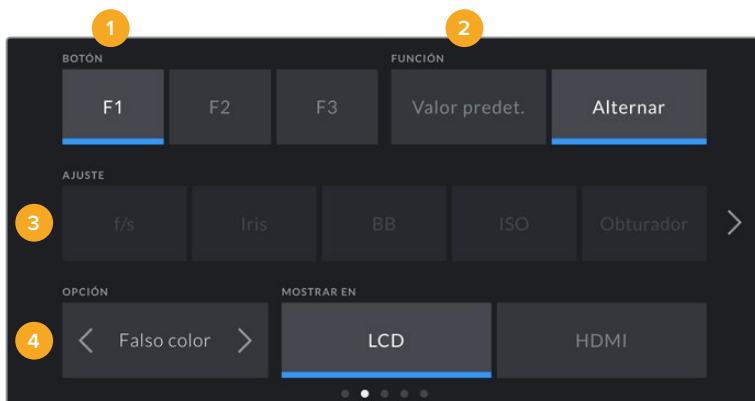 1
2
BOTÓN
FUNCIÓN
F1
F2
F3
Valor predet.
Alternar
AJUSTE
3
f/s
Iris
BB
ISO
Obturador
OPCIÓN
MOSTRAR EN
4
Falso color
LCD
HDMI